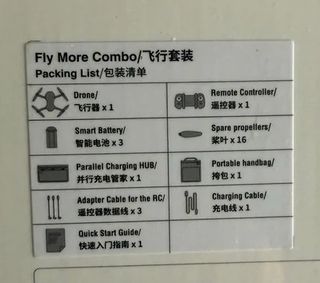 Fly More Combo/飞行套装
Packing List/包装清单
Drone/
飞行器 x 1
Remote Controller/
遥控器 x 1
Smart Battery/
智能电池 x 3
Spare propellers/
桨叶 x 16
Parallel Charging HUB/
并行充电管家 x 1
Portable handbag/
挎包 x 1
Adapter Cable for the RC/
遥控器数据线 x 3
Charging Cable/
充电线 x 1
Quick Start Guide/
快速入门指南 x 1